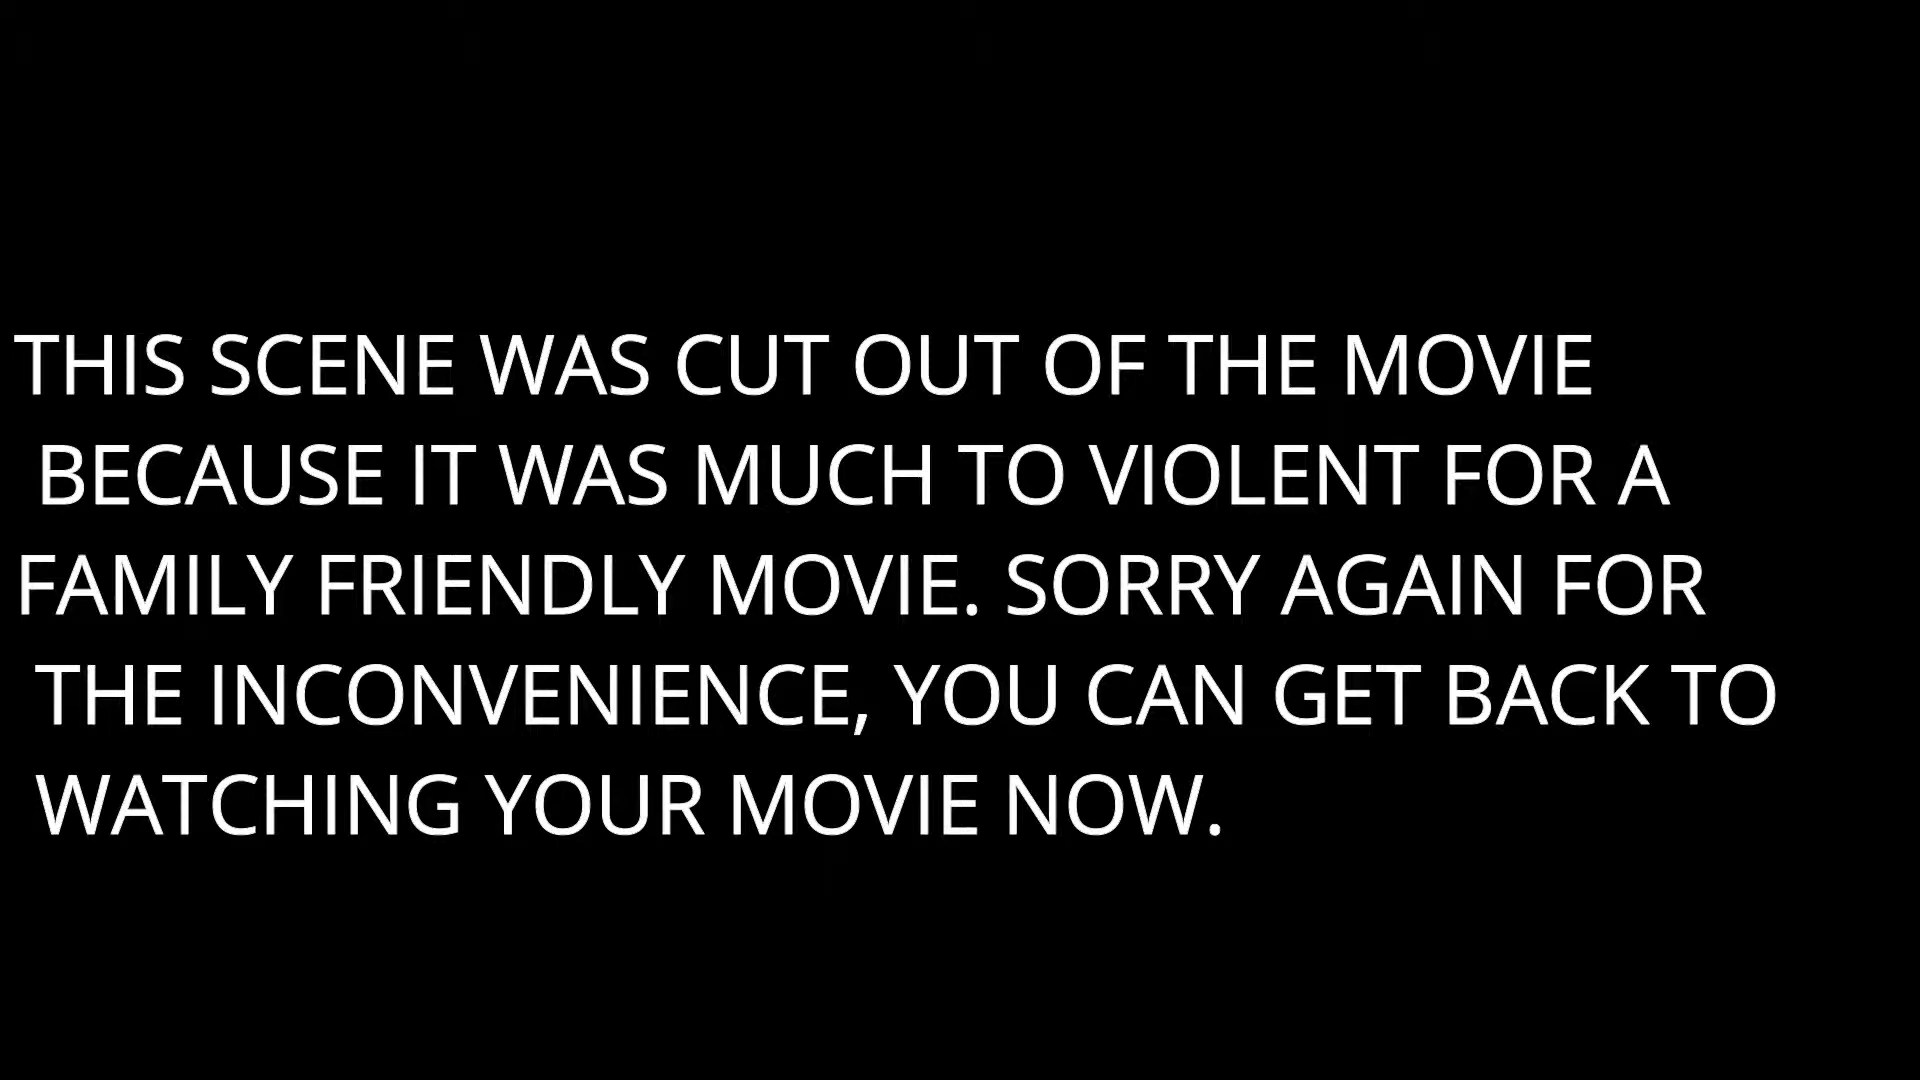 THIS SCENE WAS CUT OUT OF THE MOVIE
BECAUSE IT WAS MUCH TO VIOLENT FOR A
FAMILY FRIENDLY MOVIE. SORRY AGAIN FOR
THE INCONVENIENCE, YOU CAN GET BACK TO
WATCHING YOUR MOVIE NOW.